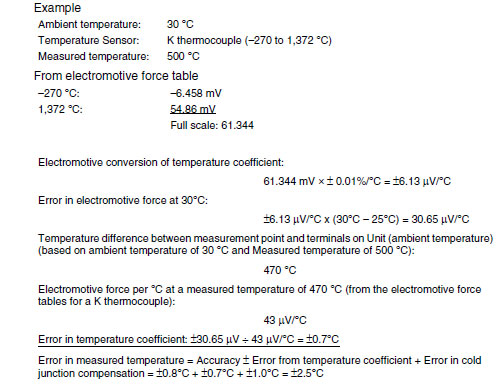 Example
Ambient temperature: 30 °C
Temperature Sensor: K thermocouple (–270 to 1,372 °C)
Measured temperature: 500 °C
From electromotive force table
–270 °C: –6.458 mV
1,372 °C: 54.86 mV
Full scale: 61.344
Electromotive conversion of temperature coefficient:
61.344 mV × ± 0.01%/°C = ±6.13 µV/°C
Error in electromotive force at 30°C:
±6.13 µV/°C x (30°C – 25°C) = 30.65 µV/°C
Temperature difference between measurement point and terminals on Unit (ambient temperature)
(based on ambient temperature of 30 °C and Measured temperature of 500 °C):
470 °C
Electromotive force per °C at a measured temperature of 470 °C (from the electromotive force
tables for a K thermocouple):
43 µV/°C
Error in temperature coefficient: ±30.65 µV ÷ 43 µV/°C = ±0.7°C
Error in measured temperature = Accuracy ± Error from temperature coefficient + Error in cold
junction compensation = ±0.8°C + ±0.7°C + ±1.0°C = ±2.5°C